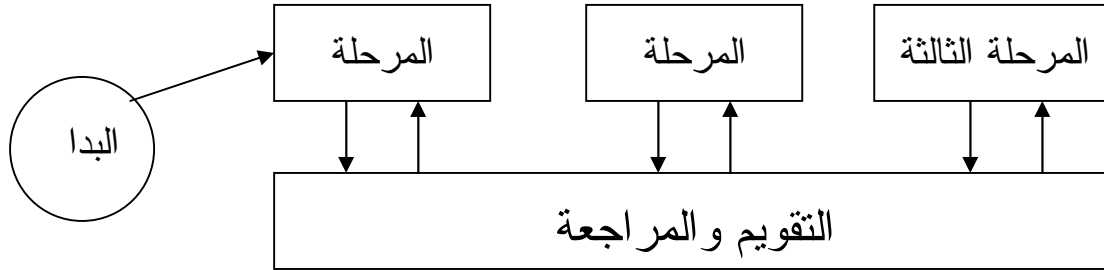 المرحلة
المرحلة
المرحلة الثالثة
البدا
التقويم والمراجعة